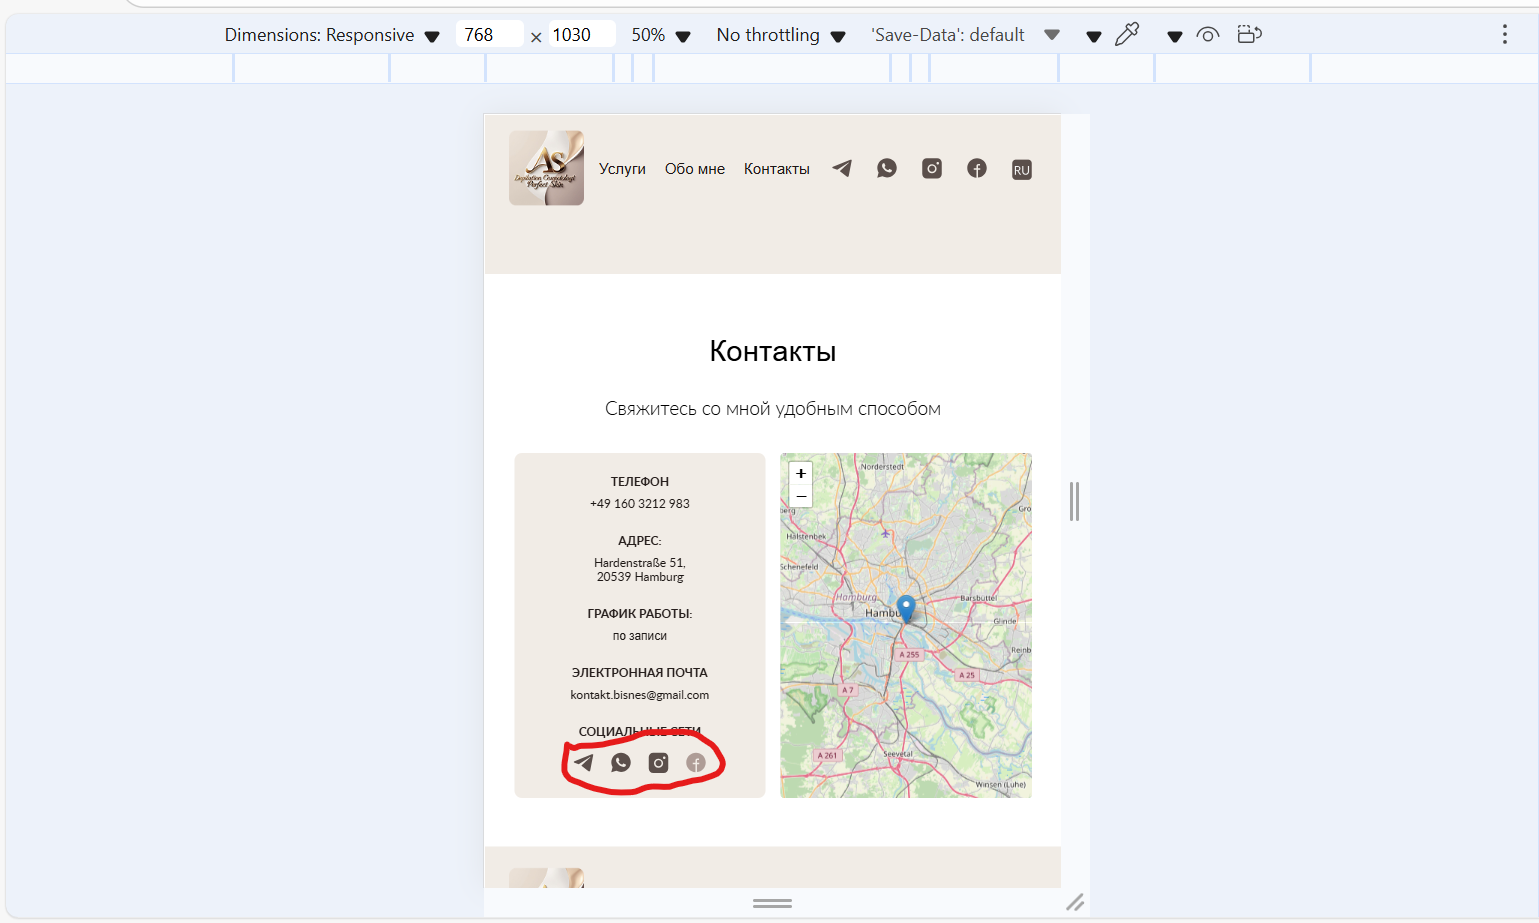 Dimensions: Responsive 768 × 1030 50% No throttling 'Save-Data': default
As
Depilation Cosmetologist
Perfect Skin
Услуги Обо мне Контакты RU
Контакты
Свяжитесь со мной удобным способом
ТЕЛЕФОН
+49 160 3212 983
АДРЕС:
Hardenstraße 51,
20539 Hamburg
ГРАФИК РАБОТЫ:
по записи
ЭЛЕКТРОННАЯ ПОЧТА
kontakt.bisnes@gmail.com
СОЦИАЛЬНЫЕ СЕТИ
+
−
Norderstedt
Halstenbek
Schenefeld
Hamburg
Barsbüttel
Hambu
Glinde
Reinb
A 255
A 25
A 7
A 261
Seevetal
Winsen (Luhe)